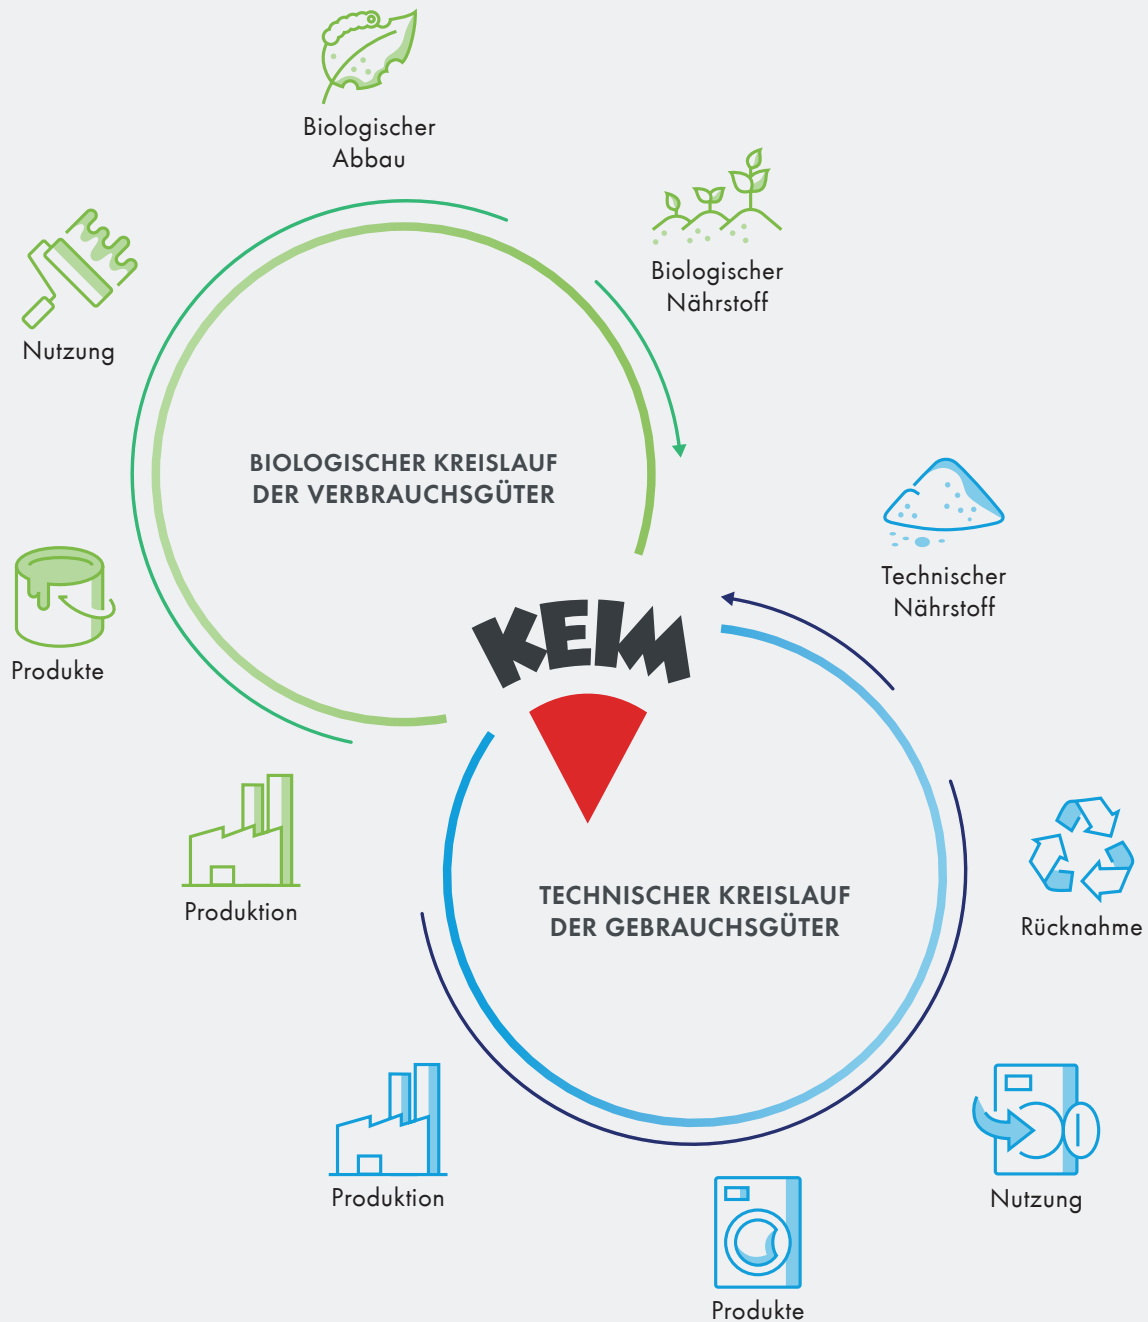 Biologischer
Abbau
Biologischer
Nährstoff
Nutzung
BIOLOGISCHER KREISLAUF
DER VERBRAUCHSGÜTER
Technischer
Nährstoff
Produkte
KEIM
Produktion
TECHNISCHER KREISLAUF
DER GEBRAUCHSGÜTER
Rücknahme
Produktion
Nutzung
Produkte